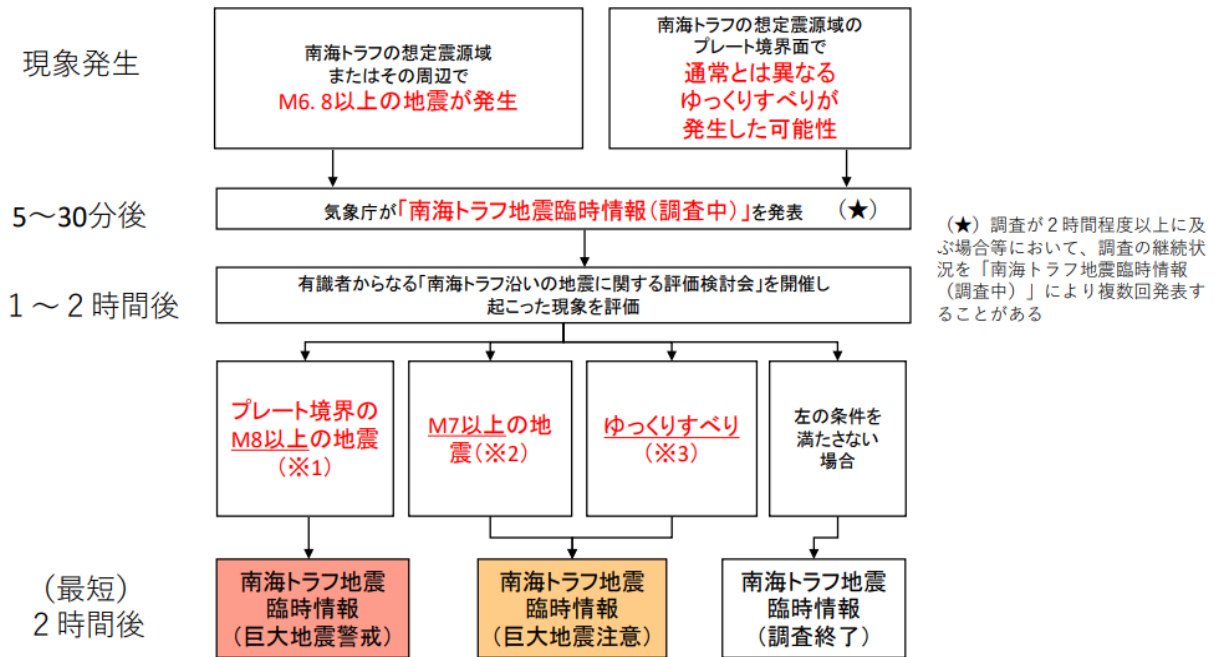 現象発生
南海トラフの想定震源域
またはその周辺で
M6.8以上の地震が発生
南海トラフの想定震源域の
プレート境界面で
通常とは異なる
ゆっくりすべりが
発生した可能性
5～30分後
気象庁が「南海トラフ地震臨時情報(調査中)」を発表 (★)
(★)調査が2時間程度以上に及
ぶ場合等において、調査の継続状
況を「南海トラフ地震臨時情報
(調査中)」により複数回発表す
ることがある
1～2時間後
有識者からなる「南海トラフ沿いの地震に関する評価検討会」を開催し
起こった現象を評価
プレート境界の
M8以上の地震
(※1)
M7以上の地
震(※2)
ゆっくりすべり
(※3)
左の条件を
満たさない
場合
(最短)
2時間後
南海トラフ地震
臨時情報
(巨大地震警戒)
南海トラフ地震
臨時情報
(巨大地震注意)
南海トラフ地震
臨時情報
(調査終了)